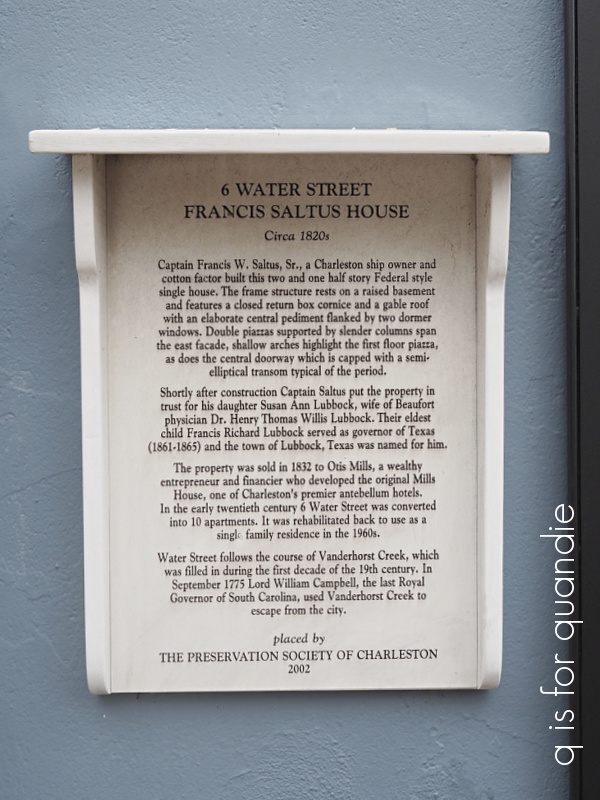 6 WATER STREET
FRANCIS SALTUS HOUSE
Circa 1820s
Captain Francis W. Saltus, Sr., a Charleston ship owner and
cotton factor built this two and one half story Federal style
single house. The frame structure rests on a raised basement
and features a closed return box cornice and a gable roof
with an elaborate central pediment flanked by two dormer
windows. Double piazzas supported by slender columns span
the east facade, shallow arches highlight the first floor piazza,
as does the central doorway which is capped with a semi-
elliptical transom typical of the period.
Shortly after construction Captain Saltus put the property in
trust for his daughter Susan Ann Lubbock, wife of Beaufort
physician Dr. Henry Thomas Willis Lubbock. Their eldest
child Francis Richard Lubbock served as governor of Texas
(1861-1865) and the town of Lubbock, Texas was named for him.
The property was sold in 1832 to Otis Mills, a wealthy
entrepreneur and financier who developed the original Mills
House, one of Charleston's premier antebellum hotels.
In the early twentieth century 6 Water Street was converted
into 10 apartments. It was rehabilitated back to use as a
single family residence in the 1960s.
Water Street follows the course of Vanderhorst Creek, which
was filled in during the first decade of the 19th century. In
September 1775 Lord William Campbell, the last Royal
Governor of South Carolina, used Vanderhorst Creek to
escape from the city.
placed by
THE PRESERVATION SOCIETY OF CHARLESTON
2002
q is for quandie